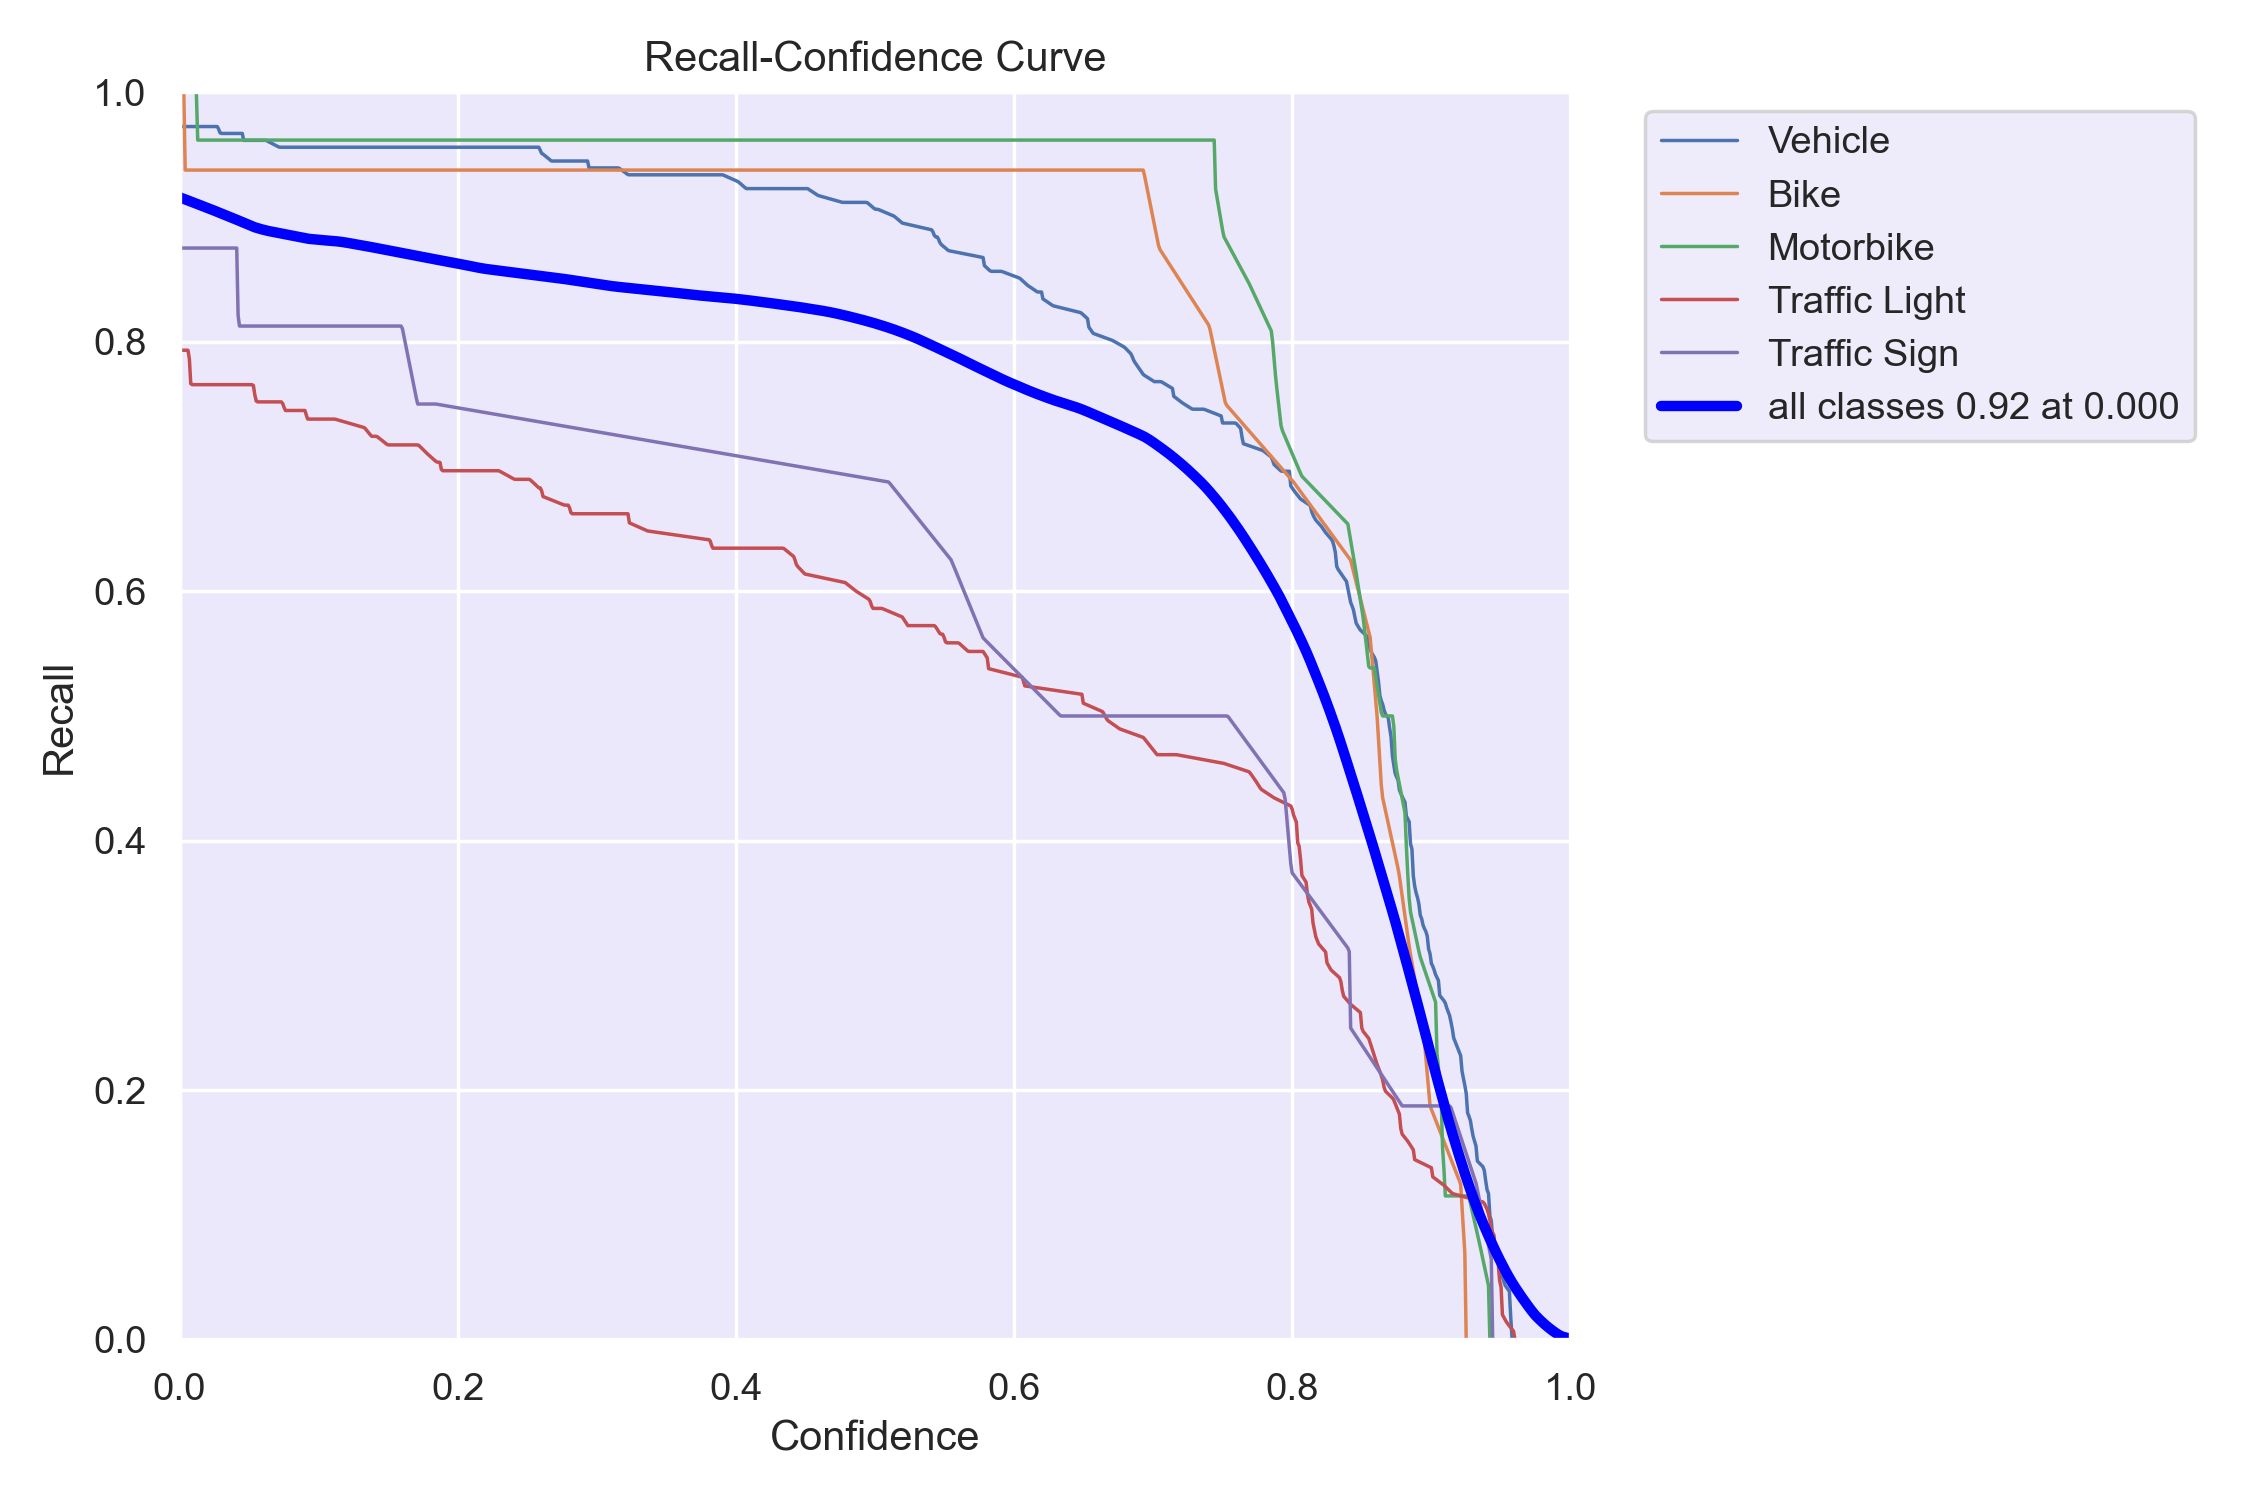 Recall-Confidence Curve
1.0
0.8
0.6
0.4
0.2
0.0
Recall
0.0 0.2 0.4 0.6 0.8 1.0
Confidence
Vehicle
Bike
Motorbike
Traffic Light
Traffic Sign
all classes 0.92 at 0.000